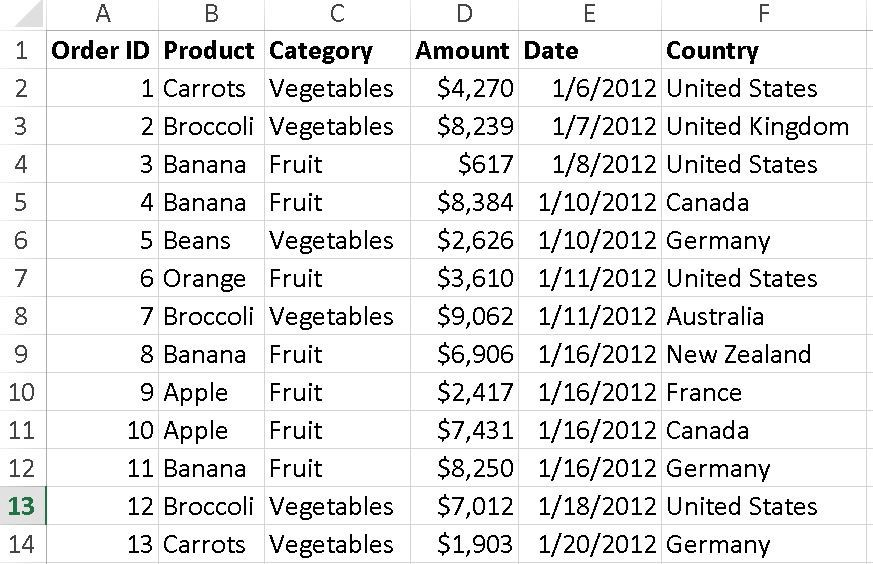 A B C D E F
1 Order ID Product Category Amount Date Country
2 1 Carrots Vegetables $4,270 1/6/2012 United States
3 2 Broccoli Vegetables $8,239 1/7/2012 United Kingdom
4 3 Banana Fruit $617 1/8/2012 United States
5 4 Banana Fruit $8,384 1/10/2012 Canada
6 5 Beans Vegetables $2,626 1/10/2012 Germany
7 6 Orange Fruit $3,610 1/11/2012 United States
8 7 Broccoli Vegetables $9,062 1/11/2012 Australia
9 8 Banana Fruit $6,906 1/16/2012 New Zealand
10 9 Apple Fruit $2,417 1/16/2012 France
11 10 Apple Fruit $7,431 1/16/2012 Canada
12 11 Banana Fruit $8,250 1/16/2012 Germany
13 12 Broccoli Vegetables $7,012 1/18/2012 United States
14 13 Carrots Vegetables $1,903 1/20/2012 Germany